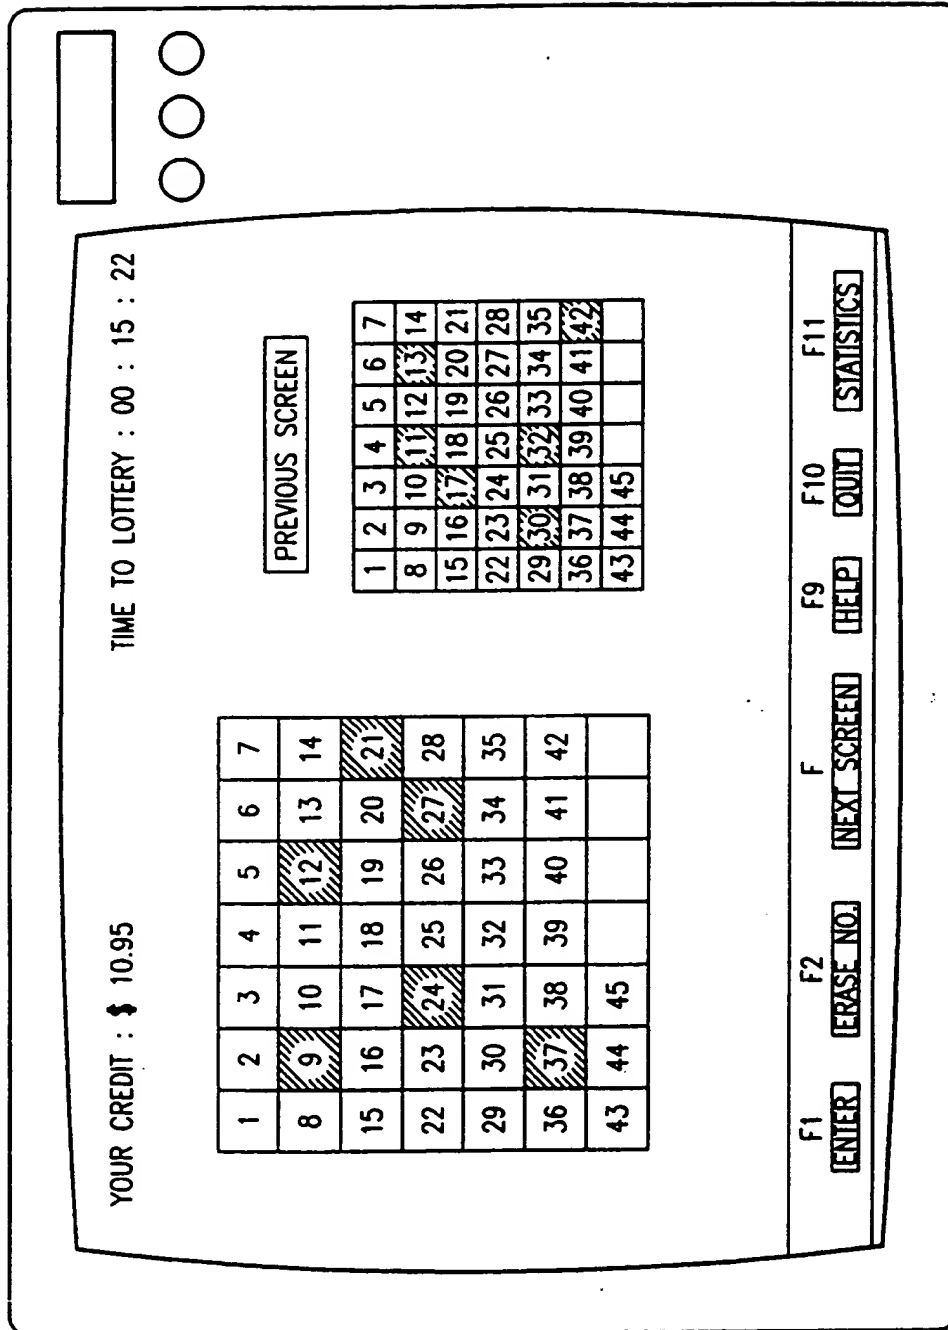 YOUR CREDIT : $ 10.95
TIME TO LOTTERY : 00 : 15 : 22
1 2 3 4 5 6 7
8 9 10 11 12 13 14
15 16 17 18 19 20 21
22 23 24 25 26 27 28
29 30 31 32 33 34 35
36 37 38 39 40 41 42
43 44 45
PREVIOUS SCREEN
1 2 3 4 5 6 7
8 9 10 11 12 13 14
15 16 17 18 19 20 21
22 23 24 25 26 27 28
29 30 31 32 33 34 35
36 37 38 39 40 41 42
43 44 45
F1 F2 F F9 F10 F11
ENTER ERASE NO. NEXT SCREEN HELP QUIT STATISTICS